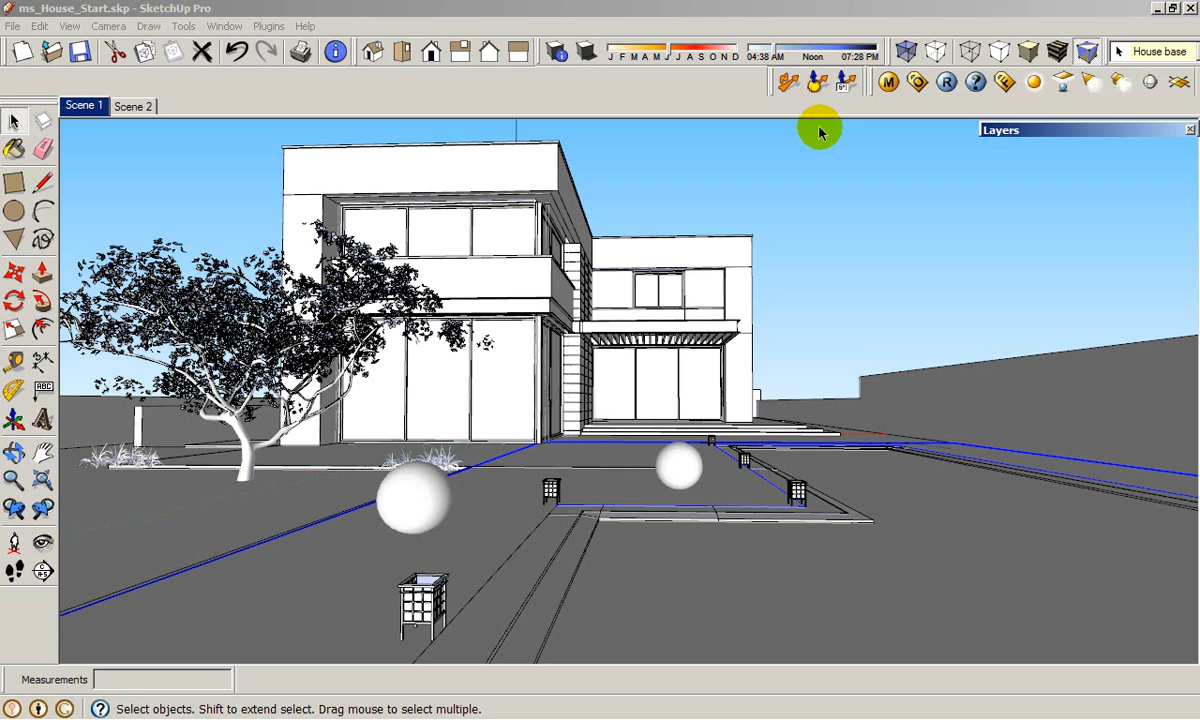 ms_House_Start.skp - SketchUp Pro
File Edit View Camera Draw Tools Window Plugins Help
J F M A M J J A S O N D 04:38 AM Noon 07:28 PM
House base
M R ?
Scene 1 Scene 2
Layers
ABC
Measurements
Select objects. Shift to extend select. Drag mouse to select multiple.